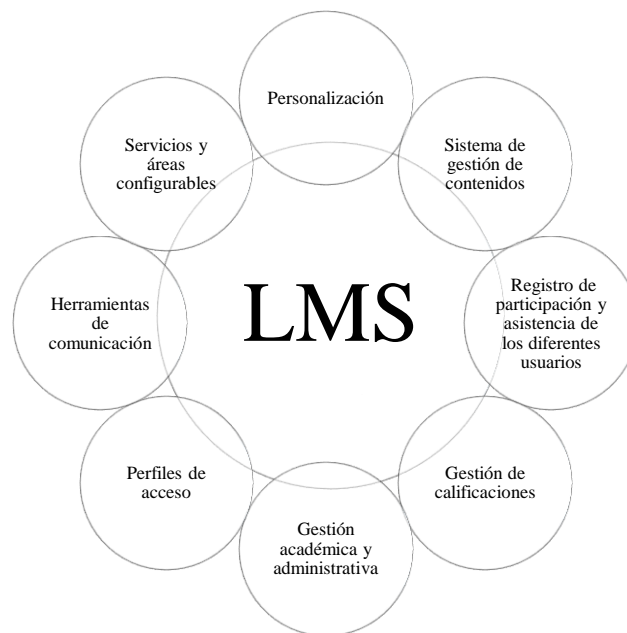 Personalización
Sistema de
gestión de
contenidos
Registro de
participación y
asistencia de
los diferentes
usuarios
Gestión de
calificaciones
Gestión
académica y
administrativa
Perfiles de
acceso
Herramientas
de
comunicación
Servicios y
áreas
configurables
LMS